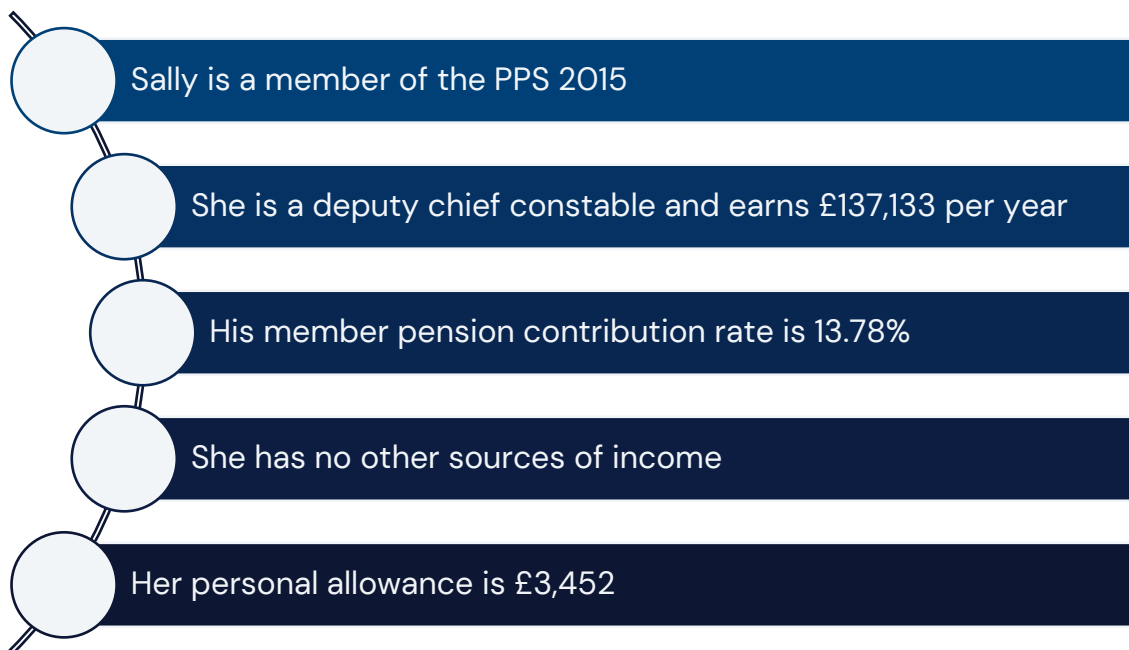 Sally is a member of the PPS 2015
She is a deputy chief constable and earns £137,133 per year
His member pension contribution rate is 13.78%
She has no other sources of income
Her personal allowance is £3,452